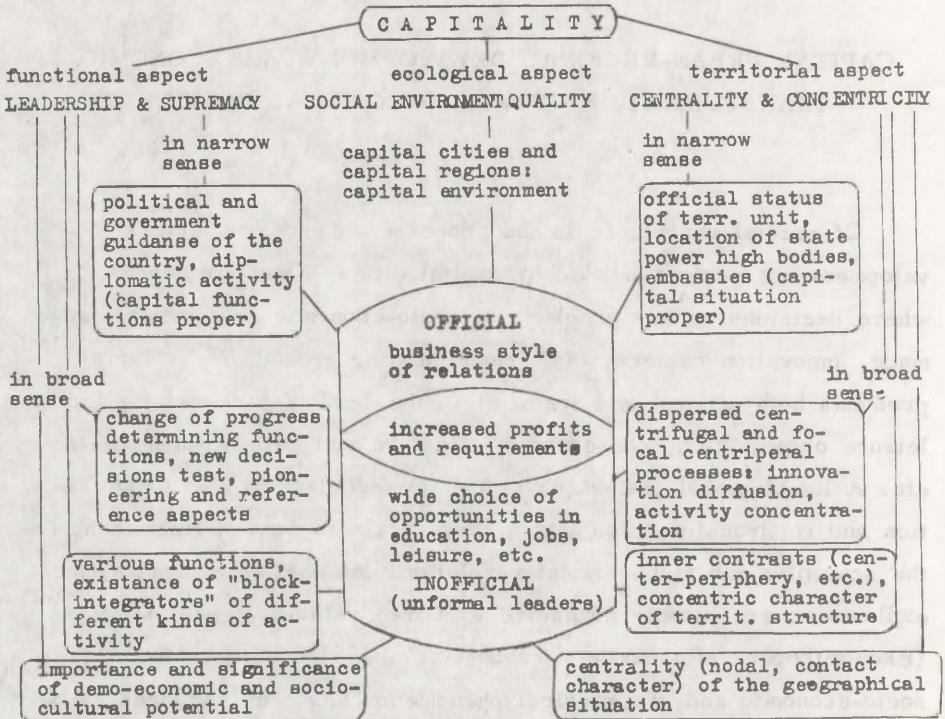 CAPITALITY
functional aspect
LEADERSHIP & SUPREMACY
ecological aspect
SOCIAL ENVIRONMENT QUALITY
territorial aspect
CENTRALITY & CONCENTRICITY
in narrow
sense
capital cities and
capital regions:
capital environment
in narrow
sense
political and
government
guidanse of the
country, dip-
lomatic activity
(capital func-
tions proper)
official status
of terr. unit,
location of state
power high bodies,
embassies (capi-
tal situation
proper)
OFFICIAL
business style
of relations
in broad
sense
in broad
sense
change of progress
determining func-
tions, new deci-
sions test, pion-
eering and refer-
ence aspects
increased profits
and requirements
dispersed cen-
trifugal and fo-
cal centriperal
processes: innova-
tion diffusion,
activity concentra-
tion
wide choice of
opportunities in
education, jobs,
leisure, etc.
various functions,
existance of "block-
integrators" of dif-
ferent kinds of ac-
tivity
INOFFICIAL
(unformal leaders)
inner contrasts (cen-
ter-periphery, etc.),
concentric character
of territ. structure
importance and significance
of demo-economic and socio-
cultural potential
centrality (nodal, contact
character) of the geographical
situation